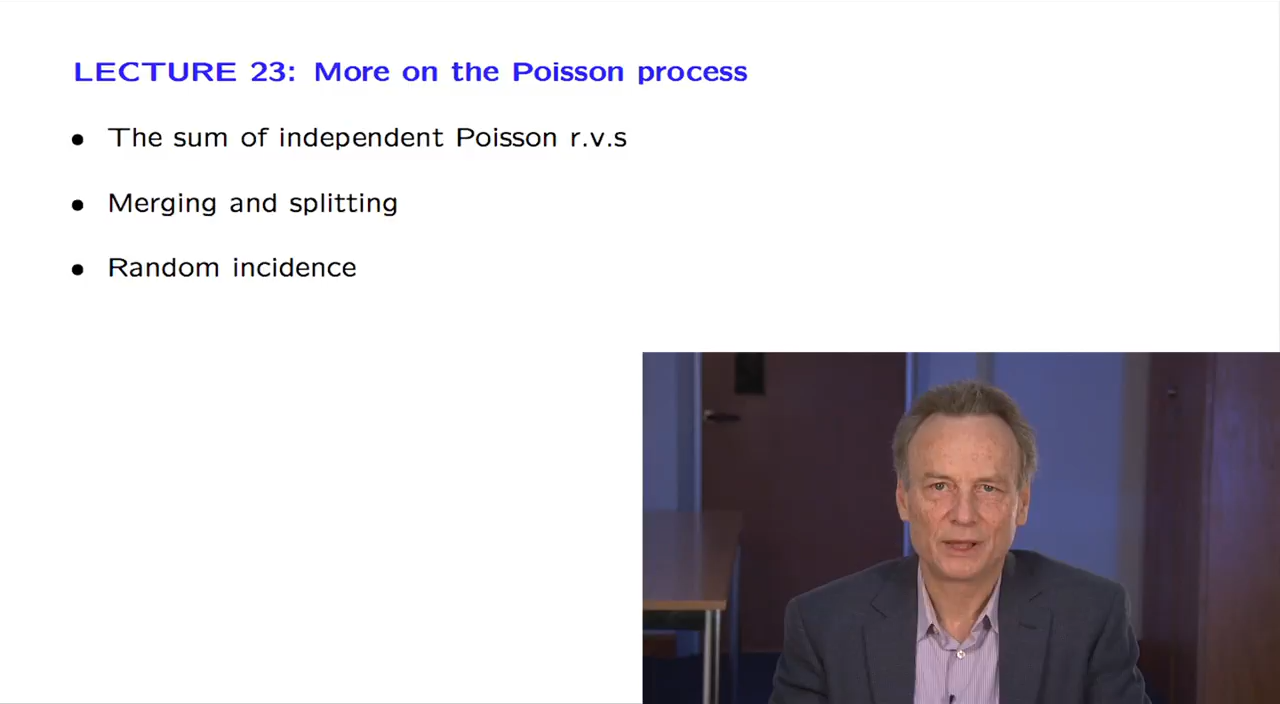 LECTURE 23: More on the Poisson process
• The sum of independent Poisson r.v.s
• Merging and splitting
• Random incidence